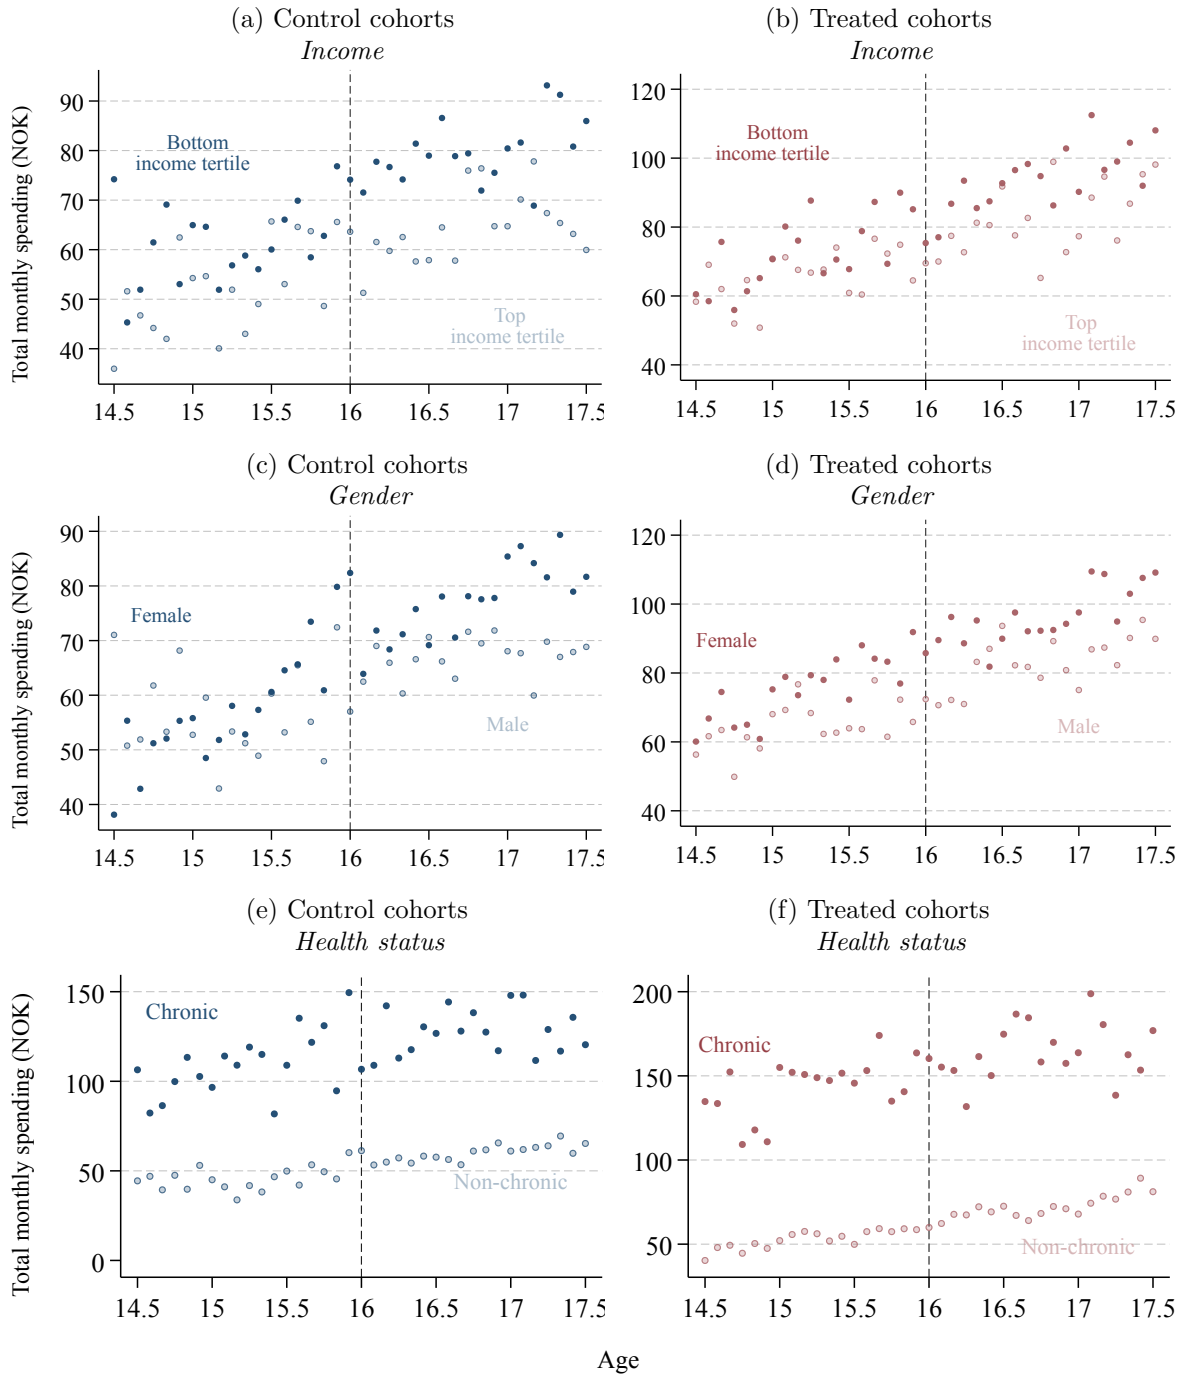 (a) Control cohorts
Income
Total monthly spending (NOK)
90
80
70
60
50
40
Bottom
income tertile
Top
income tertile
14.5 15 15.5 16 16.5 17 17.5
(b) Treated cohorts
Income
120
100
80
60
40
Bottom
income tertile
Top
income tertile
14.5 15 15.5 16 16.5 17 17.5
(c) Control cohorts
Gender
Total monthly spending (NOK)
90
80
70
60
50
40
Female
Male
14.5 15 15.5 16 16.5 17 17.5
(d) Treated cohorts
Gender
120
100
80
60
40
Female
Male
14.5 15 15.5 16 16.5 17 17.5
(e) Control cohorts
Health status
Total monthly spending (NOK)
150
100
50
0
Chronic
Non-chronic
14.5 15 15.5 16 16.5 17 17.5
(f) Treated cohorts
Health status
200
150
100
50
Chronic
Non-chronic
14.5 15 15.5 16 16.5 17 17.5
Age